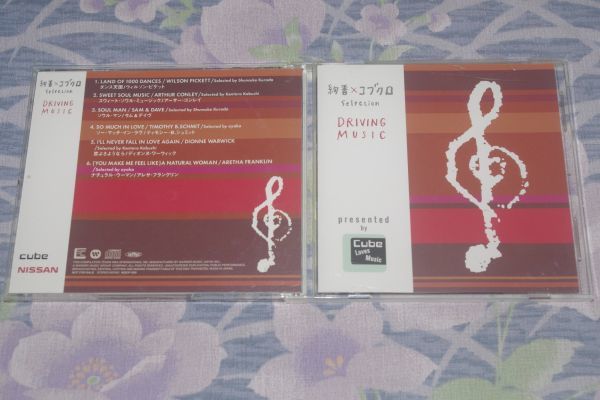 絢香×コブクロ
Selection
DRIVING
MUSIC
1. LAND OF 1000 DANCES / WILSON PICKETT/Selected by Shunsuke Kuroda
ダンス天国/ウィルソン・ピケット
2. SWEET SOUL MUSIC / ARTHUR CONLEY/Selected by Kentaro Kobuchi
スウィート・ソウル・ミュージック/アーサー・コンレイ
3. SOUL MAN / SAM & DAVE/Selected by Shunsuke Kuroda
ソウル・マン/サム&デイヴ
4. SO MUCH IN LOVE / TIMOTHY B.SCHMIT/Selected by ayaka
ソー・マッチ・イン・ラヴ/ティモシー・B.シュミット
5. I'LL NEVER FALL IN LOVE AGAIN / DIONNE WARWICK
/Selected by Kentaro Kobuchi
恋よさようなら/ディオンヌ・ワーウィック
6. (YOU MAKE ME FEEL LIKE) A NATURAL WOMAN / ARETHA FRANKLIN
/Selected by ayaka
ナチュラル・ウーマン/アレサ・フランクリン
cube
NISSAN
絢香×コブクロ
Selection
DRIVING
MUSIC
presented
by
Cube
Loves
Music